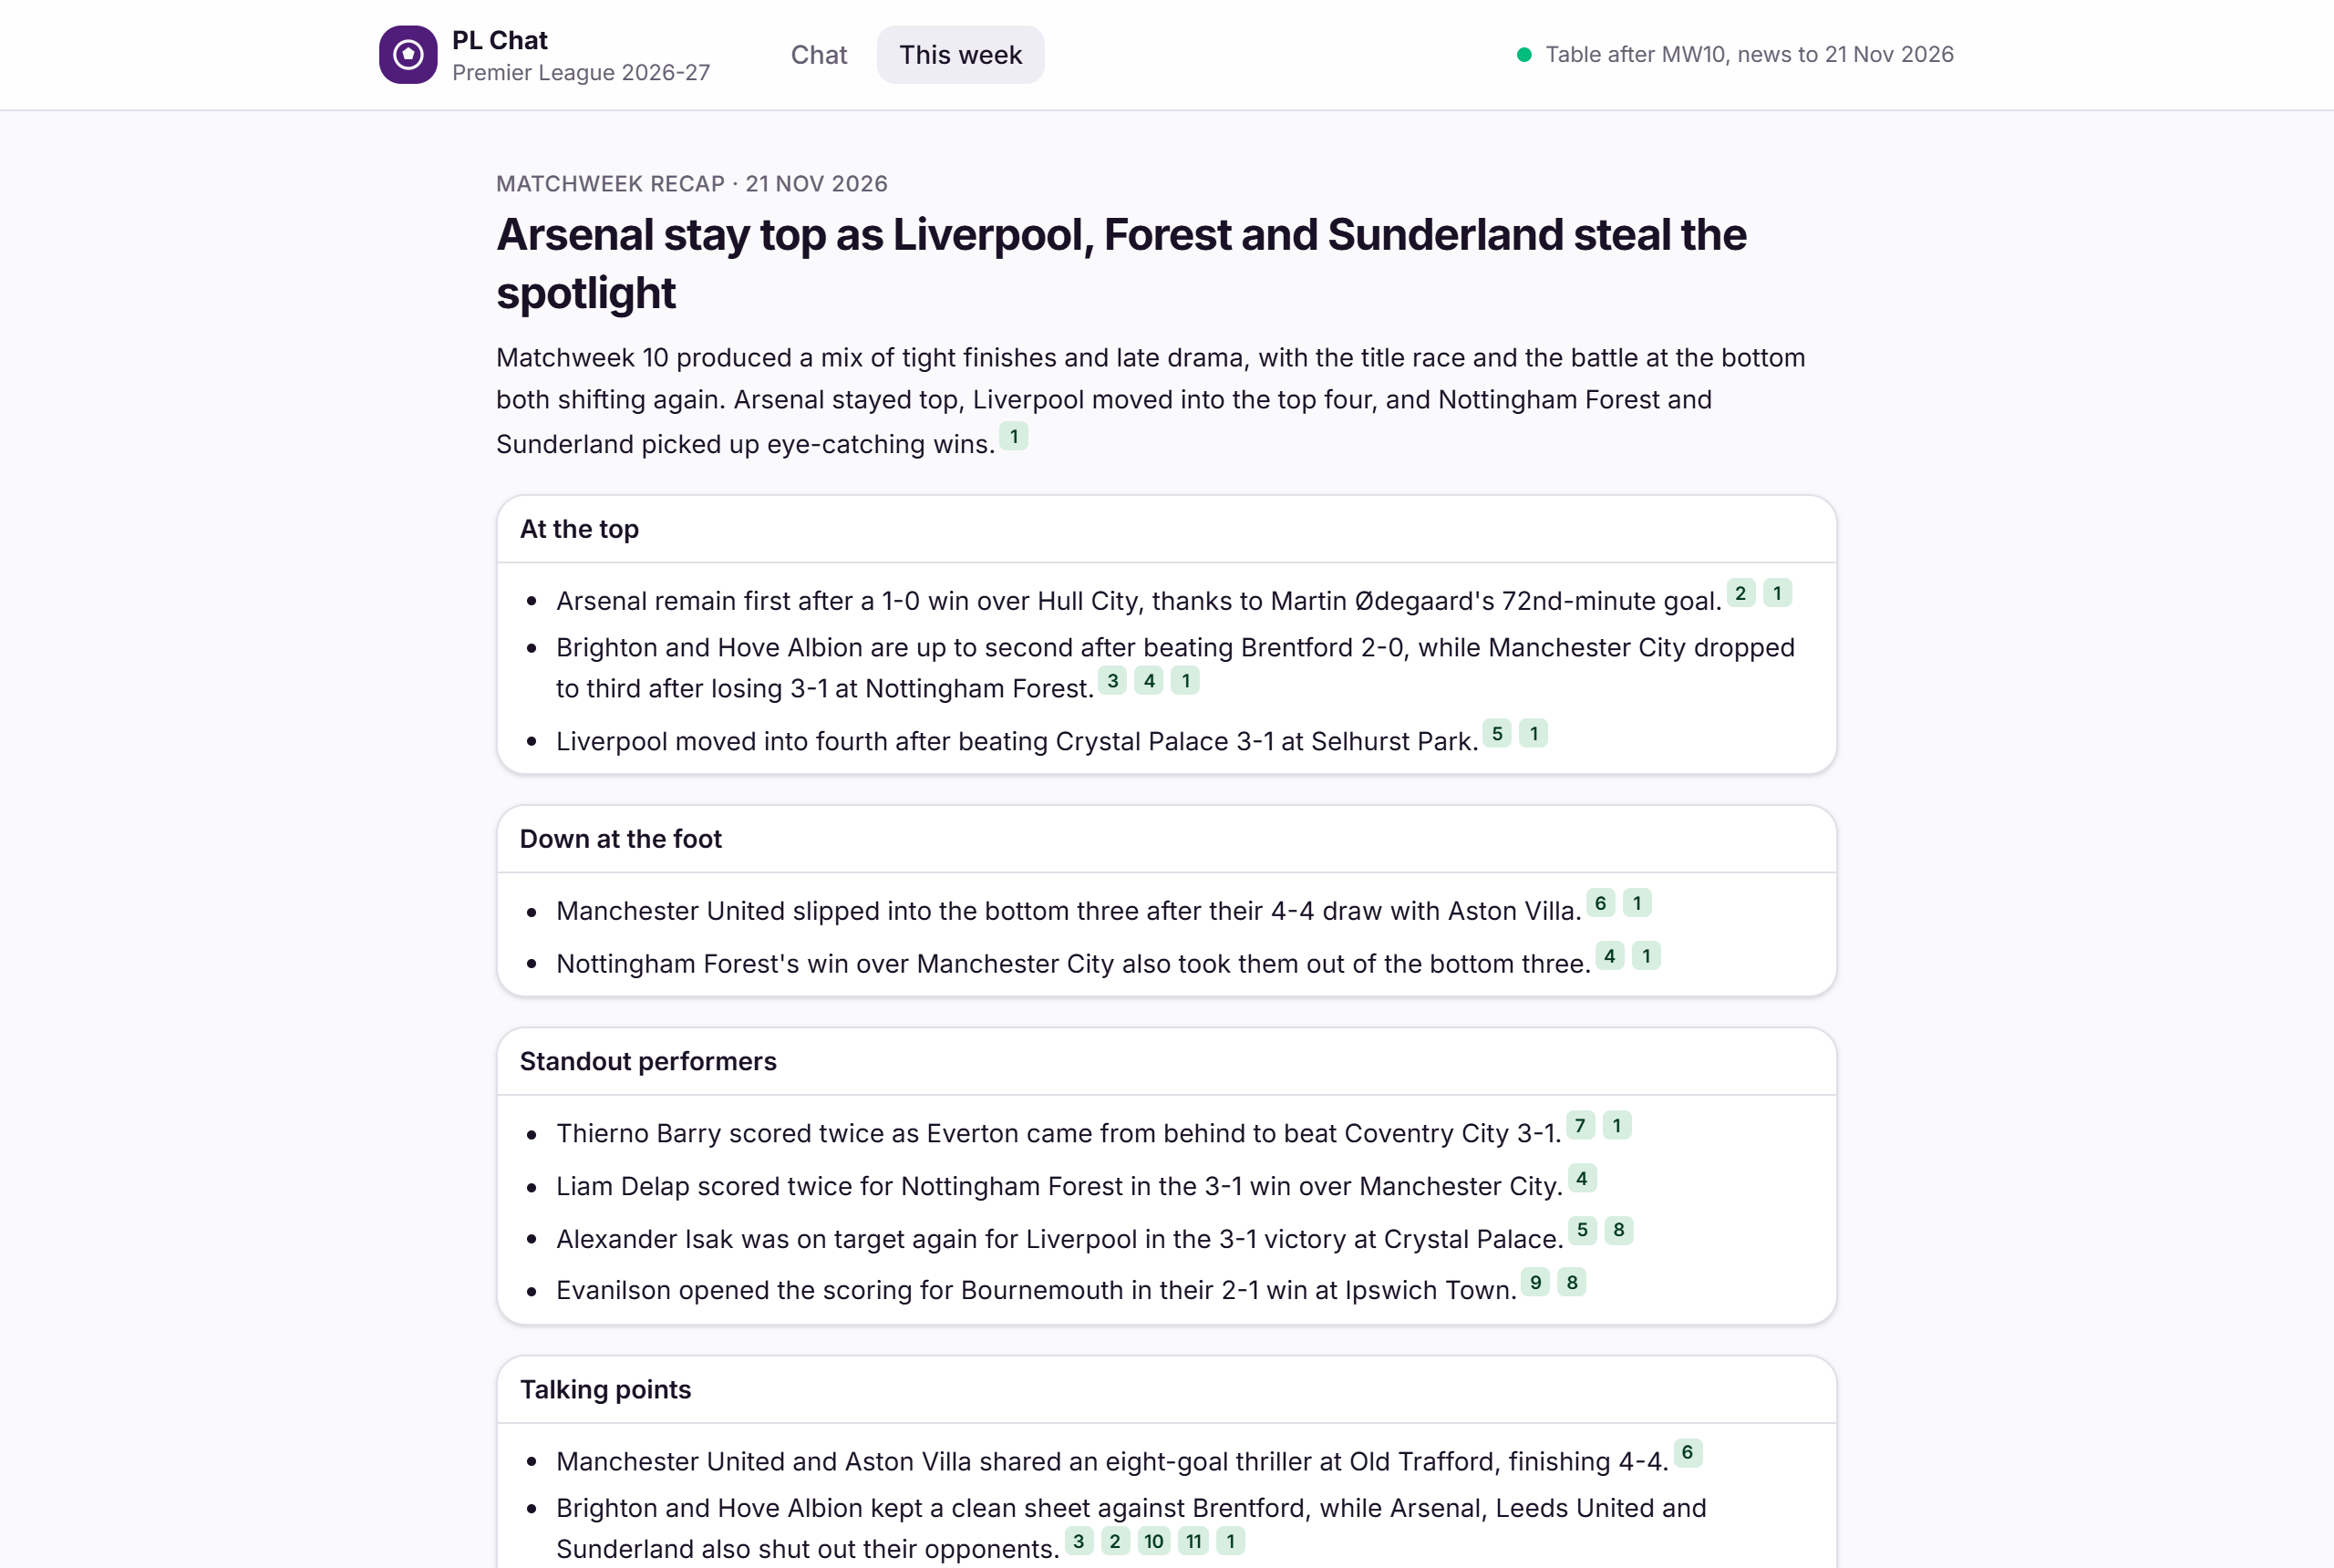 PL Chat
Premier League 2026-27
Chat
This week
Table after MW10, news to 21 Nov 2026
MATCHWEEK RECAP · 21 NOV 2026
Arsenal stay top as Liverpool, Forest and Sunderland steal the
spotlight
Matchweek 10 produced a mix of tight finishes and late drama, with the title race and the battle at the bottom
both shifting again. Arsenal stayed top, Liverpool moved into the top four, and Nottingham Forest and
Sunderland picked up eye-catching wins. 1
At the top
• Arsenal remain first after a 1-0 win over Hull City, thanks to Martin Ødegaard's 72nd-minute goal. 2 1
• Brighton and Hove Albion are up to second after beating Brentford 2-0, while Manchester City dropped
to third after losing 3-1 at Nottingham Forest. 3 4 1
• Liverpool moved into fourth after beating Crystal Palace 3-1 at Selhurst Park. 5 1
Down at the foot
• Manchester United slipped into the bottom three after their 4-4 draw with Aston Villa. 6 1
• Nottingham Forest's win over Manchester City also took them out of the bottom three. 4 1
Standout performers
• Thierno Barry scored twice as Everton came from behind to beat Coventry City 3-1. 7 1
• Liam Delap scored twice for Nottingham Forest in the 3-1 win over Manchester City. 4
• Alexander Isak was on target again for Liverpool in the 3-1 victory at Crystal Palace. 5 8
• Evanilson opened the scoring for Bournemouth in their 2-1 win at Ipswich Town. 9 8
Talking points
• Manchester United and Aston Villa shared an eight-goal thriller at Old Trafford, finishing 4-4. 6
• Brighton and Hove Albion kept a clean sheet against Brentford, while Arsenal, Leeds United and
Sunderland also shut out their opponents. 3 2 10 11 1